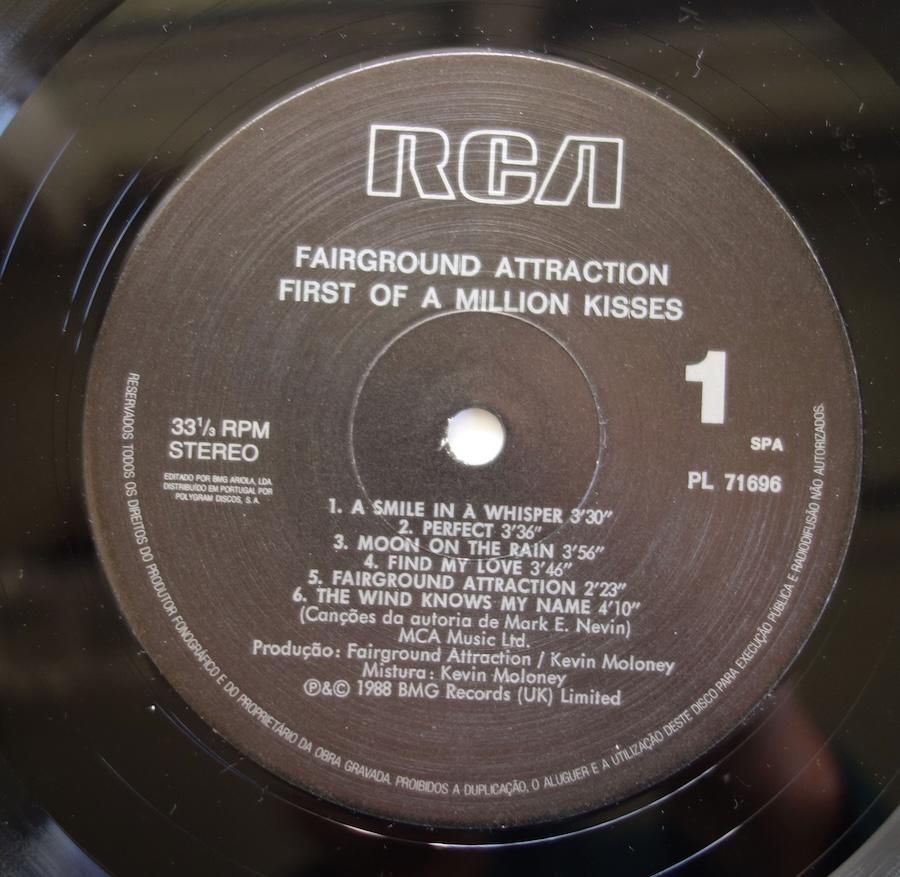 RCA
FAIRGROUND ATTRACTION
FIRST OF A MILLION KISSES
1
33⅓ RPM
STEREO
SPA
PL 71696
EDITADO POR BMG ARIOLA, LDA
DISTRIBUÍDO EM PORTUGAL POR
POLYGRAM DISCOS, S.A.
1. A SMILE IN A WHISPER 3'30"
2. PERFECT 3'36"
3. MOON ON THE RAIN 3'56"
4. FIND MY LOVE 3'46"
5. FAIRGROUND ATTRACTION 2'23"
6. THE WIND KNOWS MY NAME 4'10"
(Canções da autoria de Mark E. Nevin)
MCA Music Ltd.
Produção: Fairground Attraction / Kevin Moloney
Mistura: Kevin Moloney
℗&© 1988 BMG Records (UK) Limited
RESERVADOS TODOS OS DIREITOS DO PRODUTOR FONOGRÁFICO E DO PROPRIETÁRIO DA OBRA GRAVADA. PROIBIDOS A DUPLICAÇÃO, O ALUGUER E A UTILIZAÇÃO DESTE DISCO PARA EXECUÇÃO PÚBLICA E RADIODIFUSÃO NÃO AUTORIZADOS.